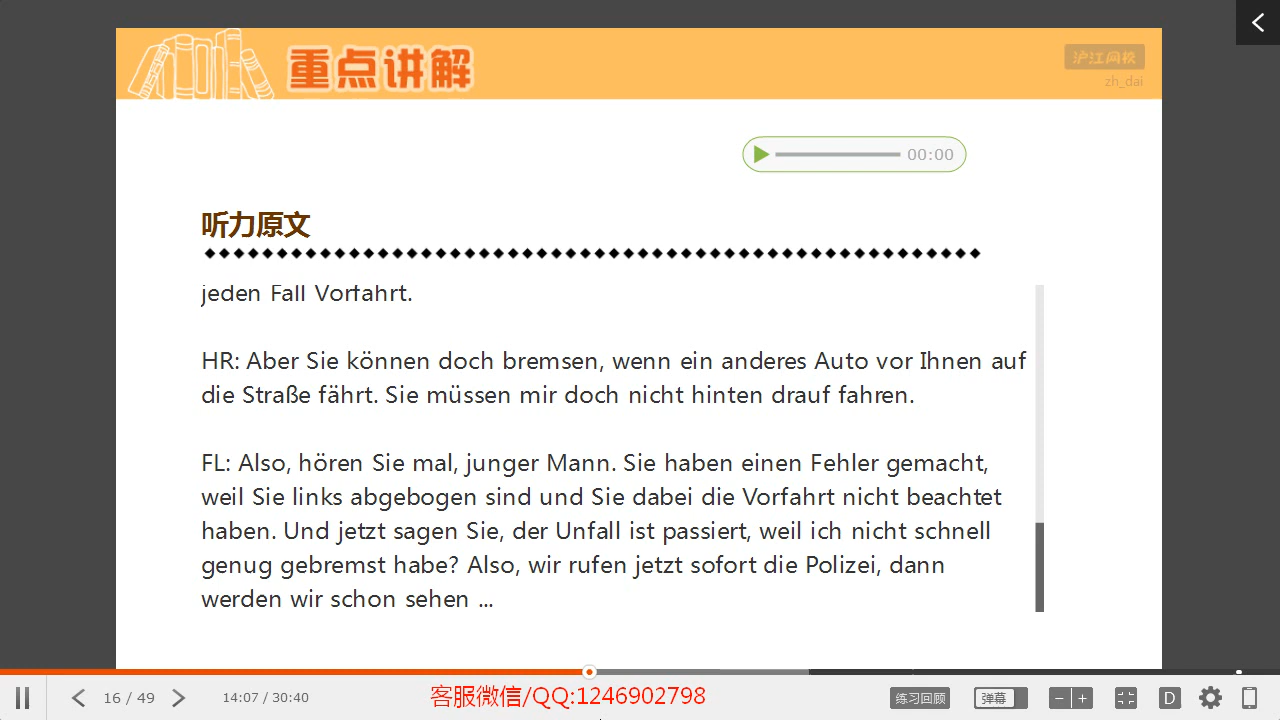 重点讲解
沪江网校
zh_dai
00:00
听力原文
jeden Fall Vorfahrt.
HR: Aber Sie können doch bremsen, wenn ein anderes Auto vor Ihnen auf
die Straße fährt. Sie müssen mir doch nicht hinten drauf fahren.
FL: Also, hören Sie mal, junger Mann. Sie haben einen Fehler gemacht,
weil Sie links abgebogen sind und Sie dabei die Vorfahrt nicht beachtet
haben. Und jetzt sagen Sie, der Unfall ist passiert, weil ich nicht schnell
genug gebremst habe? Also, wir rufen jetzt sofort die Polizei, dann
werden wir schon sehen ...
16 / 49
14:07 / 30:40
客服微信/QQ:1246902798
练习回顾
弹幕
D